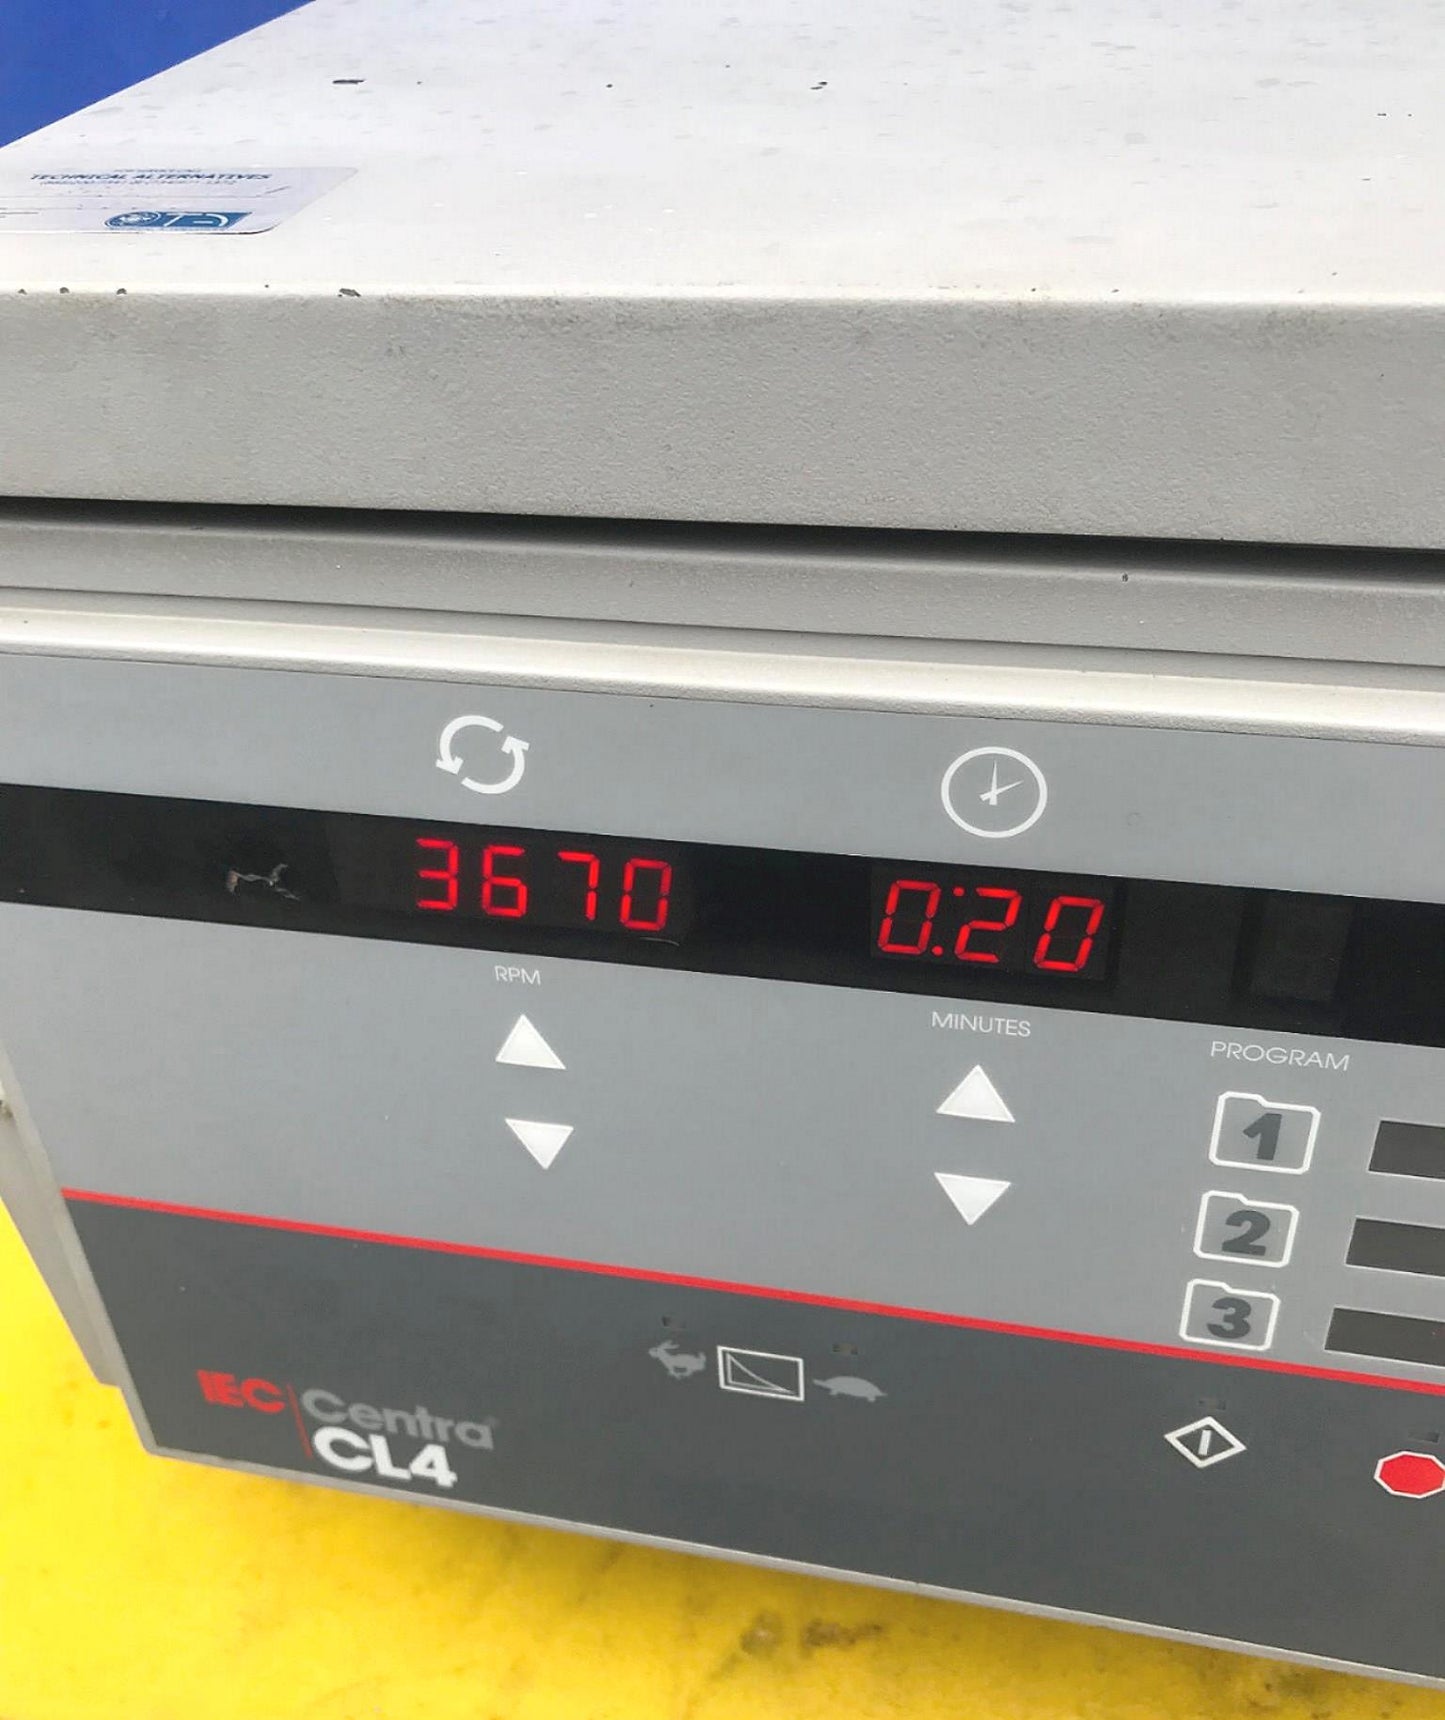 TECHNICAL ALTERNATIVES
3670
0:20
RPM
MINUTES
PROGRAM
1
2
3
IEC Centra
CL4